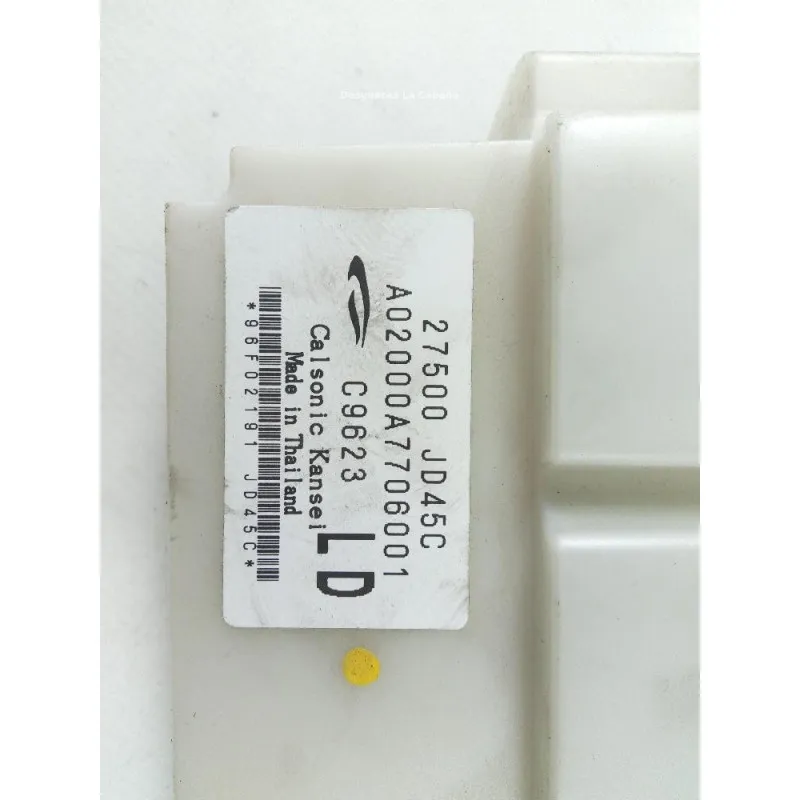 27500 JD45C
A02000A7706001
C9623 LD
Calsonic Kansei
Made in Thailand
*96F02191 JD45C*